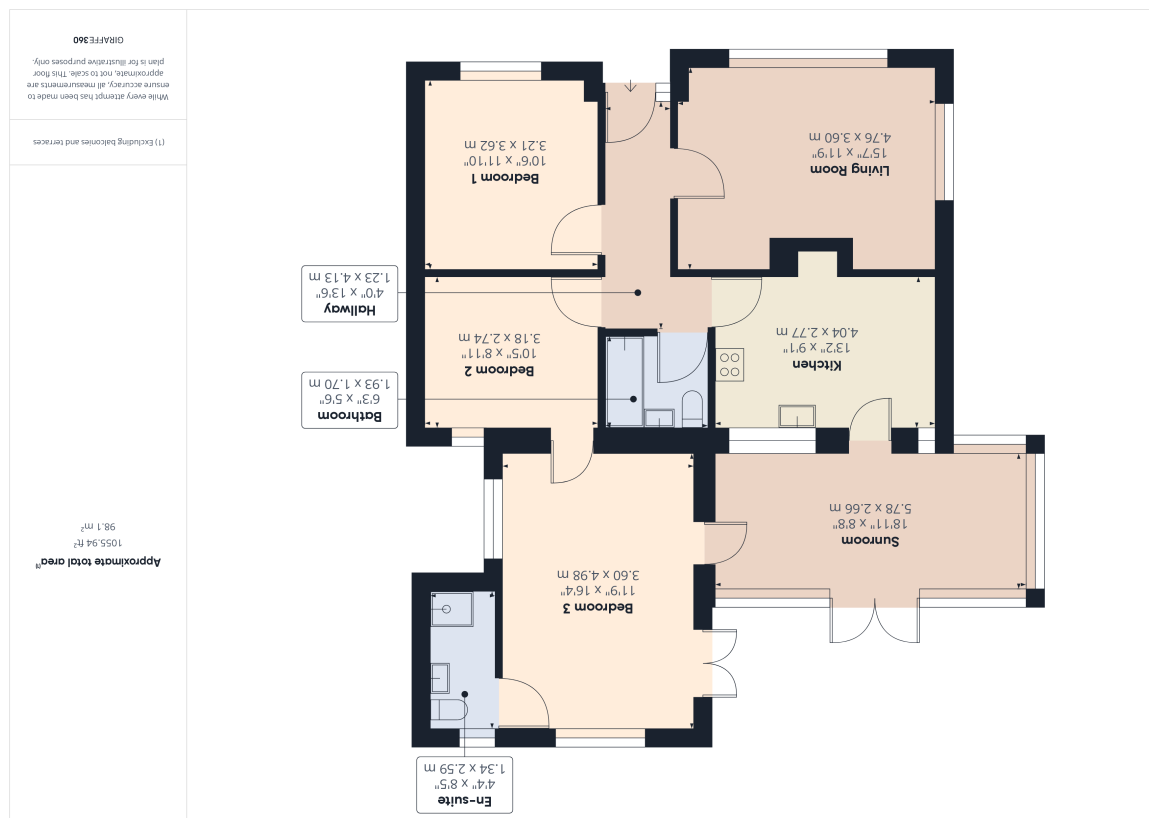 En-suite
4'4" x 8'5"
1.34 x 2.59 m
Bedroom 3
11'9" x 16'4"
3.60 x 4.98 m
Sunroom
18'11" x 8'8"
5.78 x 2.66 m
Bathroom
6'3" x 5'6"
1.93 x 1.70 m
Kitchen
13'2" x 9'1"
4.04 x 2.77 m
Bedroom 2
10'5" x 8'11"
3.18 x 2.74 m
Hallway
4'0" x 13'6"
1.23 x 4.13 m
Living Room
15'7" x 11'9"
4.76 x 3.60 m
Bedroom 1
10'6" x 11'10"
3.21 x 3.62 m
Approximate total area(1)
1055.94 ft²
98.1 m²
(1) Excluding balconies and terraces
While every attempt has been made to
ensure accuracy, all measurements are
approximate, not to scale. This floor
plan is for illustrative purposes only.
GIRAFFE360